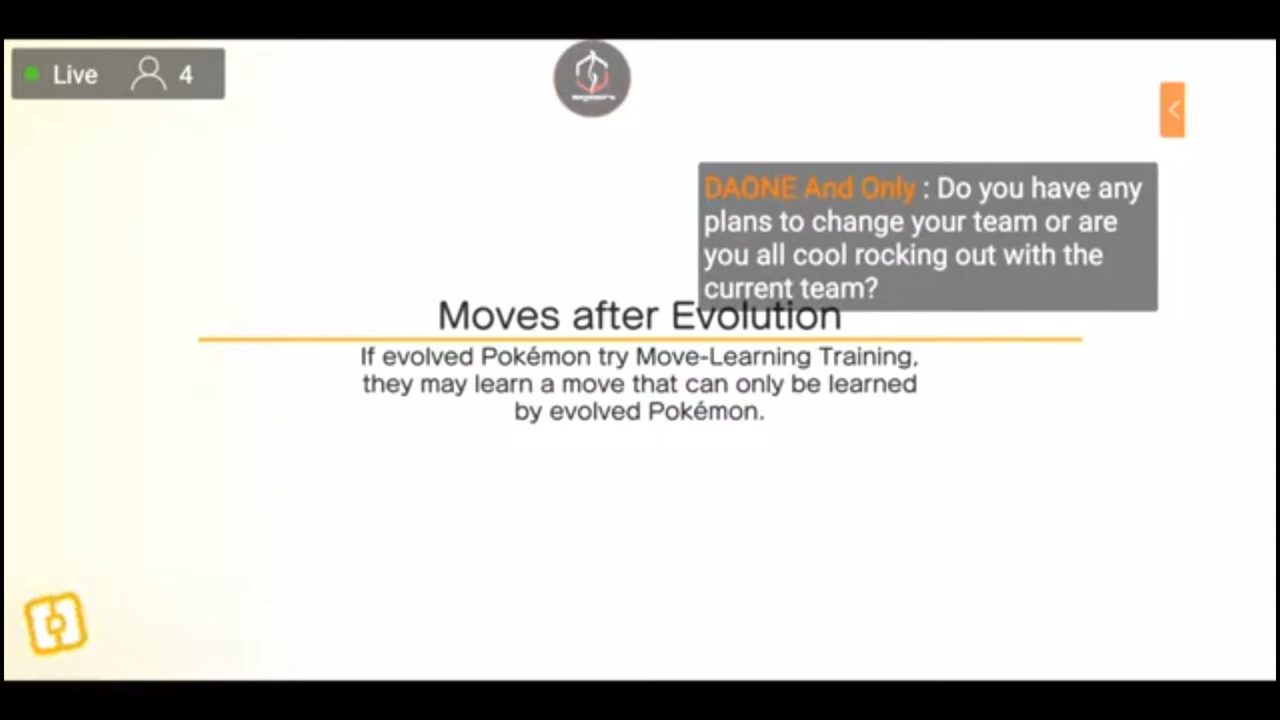 Live 4
DAONE And Only : Do you have any
plans to change your team or are
you all cool rocking out with the
current team?
Moves after Evolution
If evolved Pokémon try Move-Learning Training,
they may learn a move that can only be learned
by evolved Pokémon.